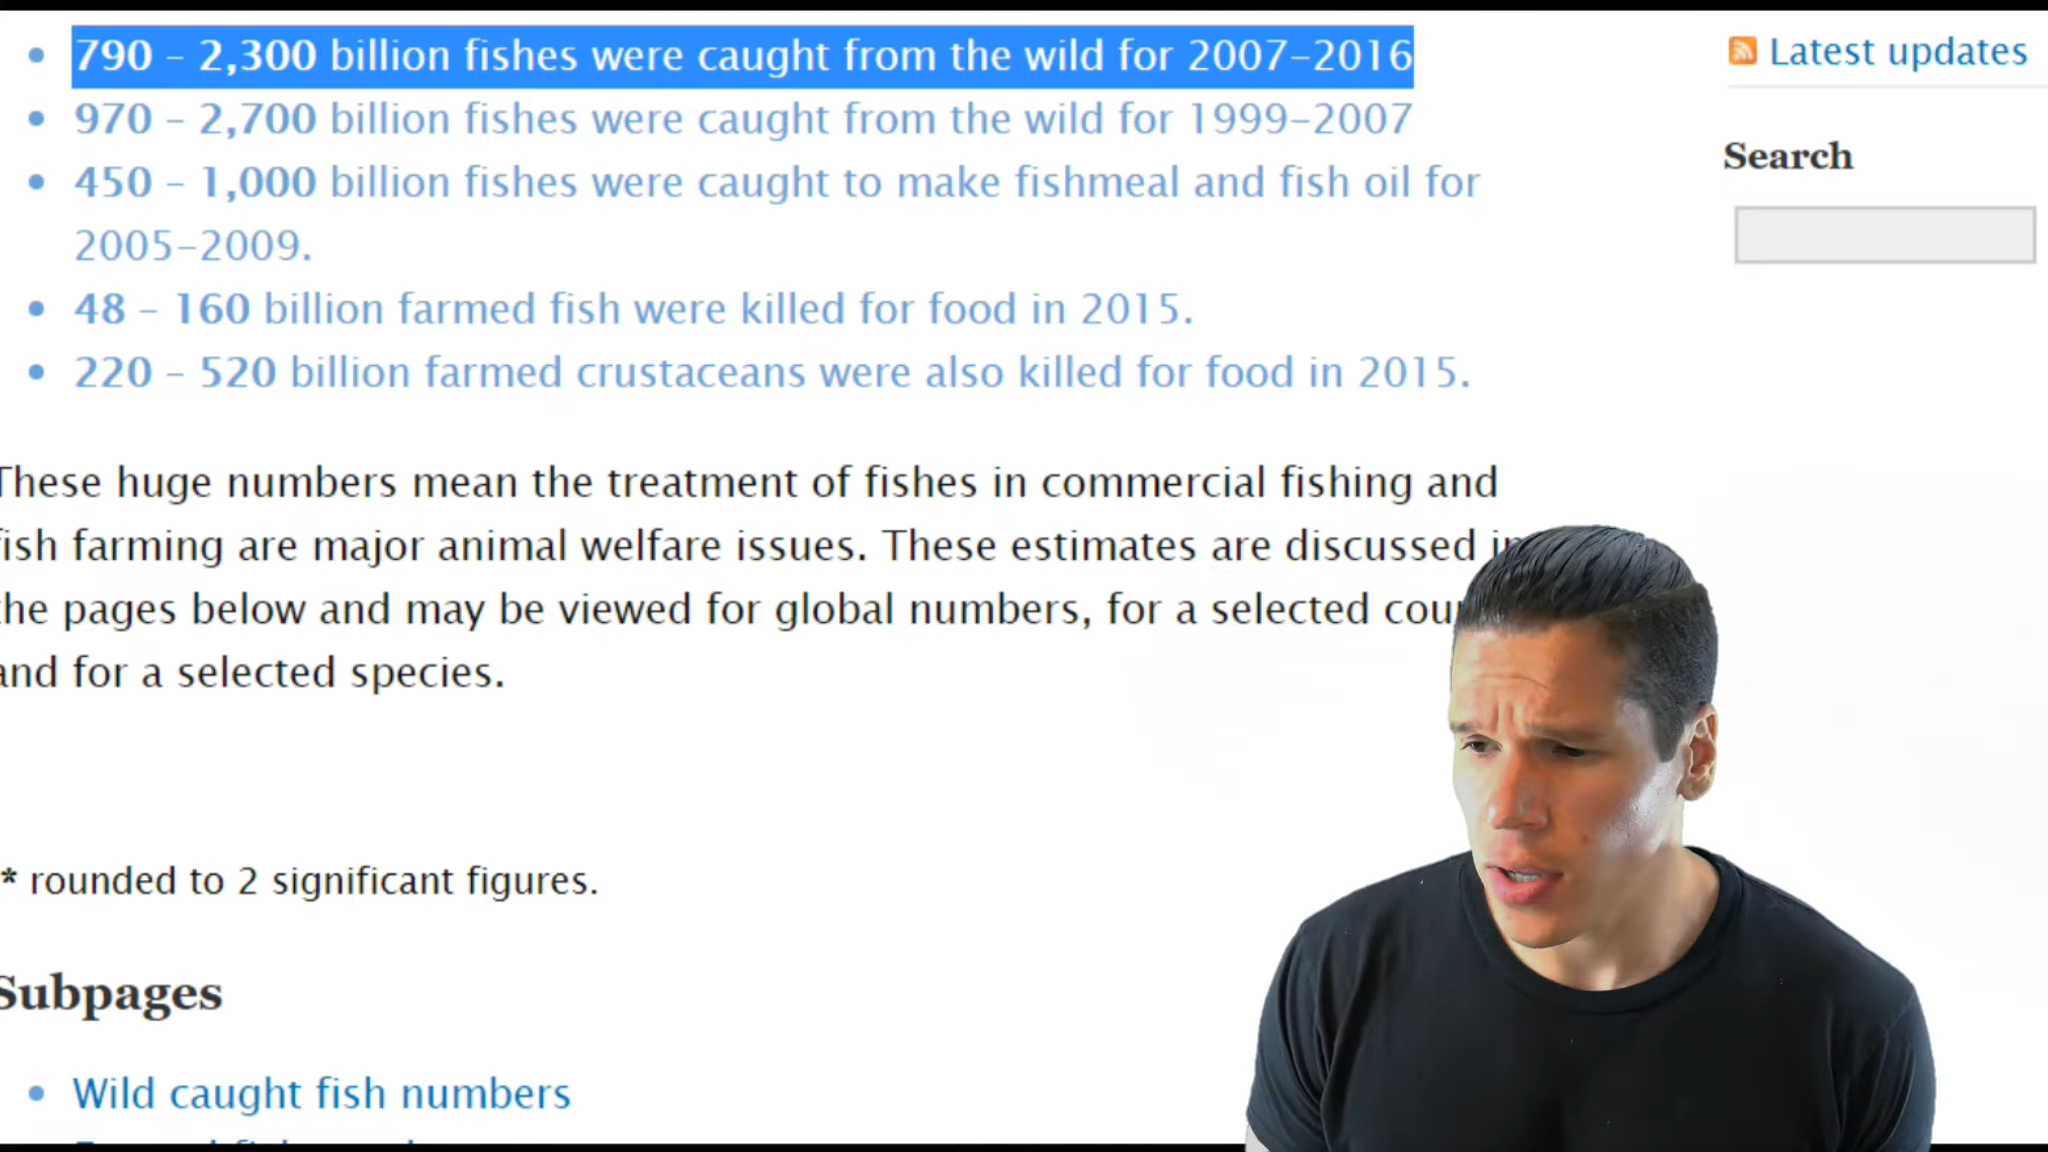 790 – 2,300 billion fishes were caught from the wild for 2007–2016
970 – 2,700 billion fishes were caught from the wild for 1999–2007
450 – 1,000 billion fishes were caught to make fishmeal and fish oil for
2005–2009.
48 – 160 billion farmed fish were killed for food in 2015.
220 – 520 billion farmed crustaceans were also killed for food in 2015.
These huge numbers mean the treatment of fishes in commercial fishing and
fish farming are major animal welfare issues. These estimates are discussed in
the pages below and may be viewed for global numbers, for a selected
and for a selected species.
* rounded to 2 significant figures.
Subpages
Wild caught fish numbers
Latest updates
Search